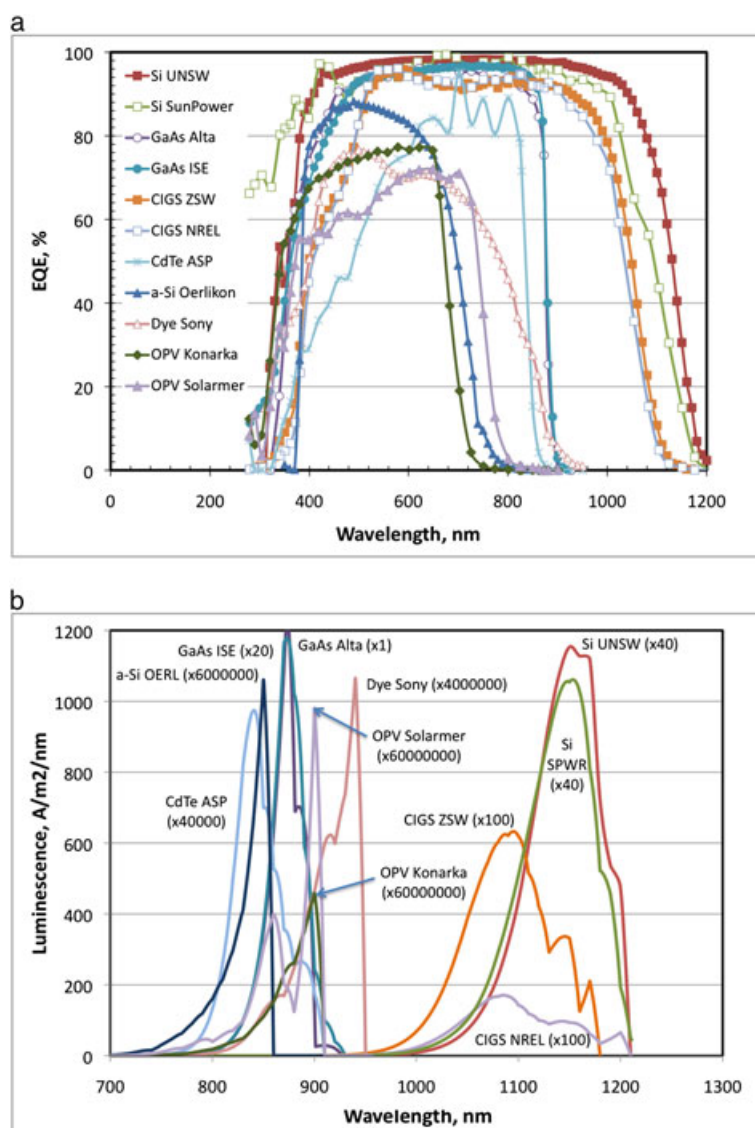 a
100
80
60
40
20
0
EQE, %
Si UNSW
Si SunPower
GaAs Alta
GaAs ISE
CIGS ZSW
CIGS NREL
CdTe ASP
a-Si Oerlikon
Dye Sony
OPV Konarka
OPV Solarmer
0 200 400 600 800 1000 1200
Wavelength, nm
b
1200
1000
800
600
400
200
0
Luminescence, A/m2/nm
GaAs ISE (x20)
a-Si OERL (x6000000)
GaAs Alta (x1)
Dye Sony (x4000000)
OPV Solarmer
(x60000000)
CdTe ASP
(x40000)
OPV Konarka
(x60000000)
CIGS ZSW (x100)
Si UNSW (x40)
Si
SPWR
(x40)
CIGS NREL (x100)
700 800 900 1000 1100 1200 1300
Wavelength, nm